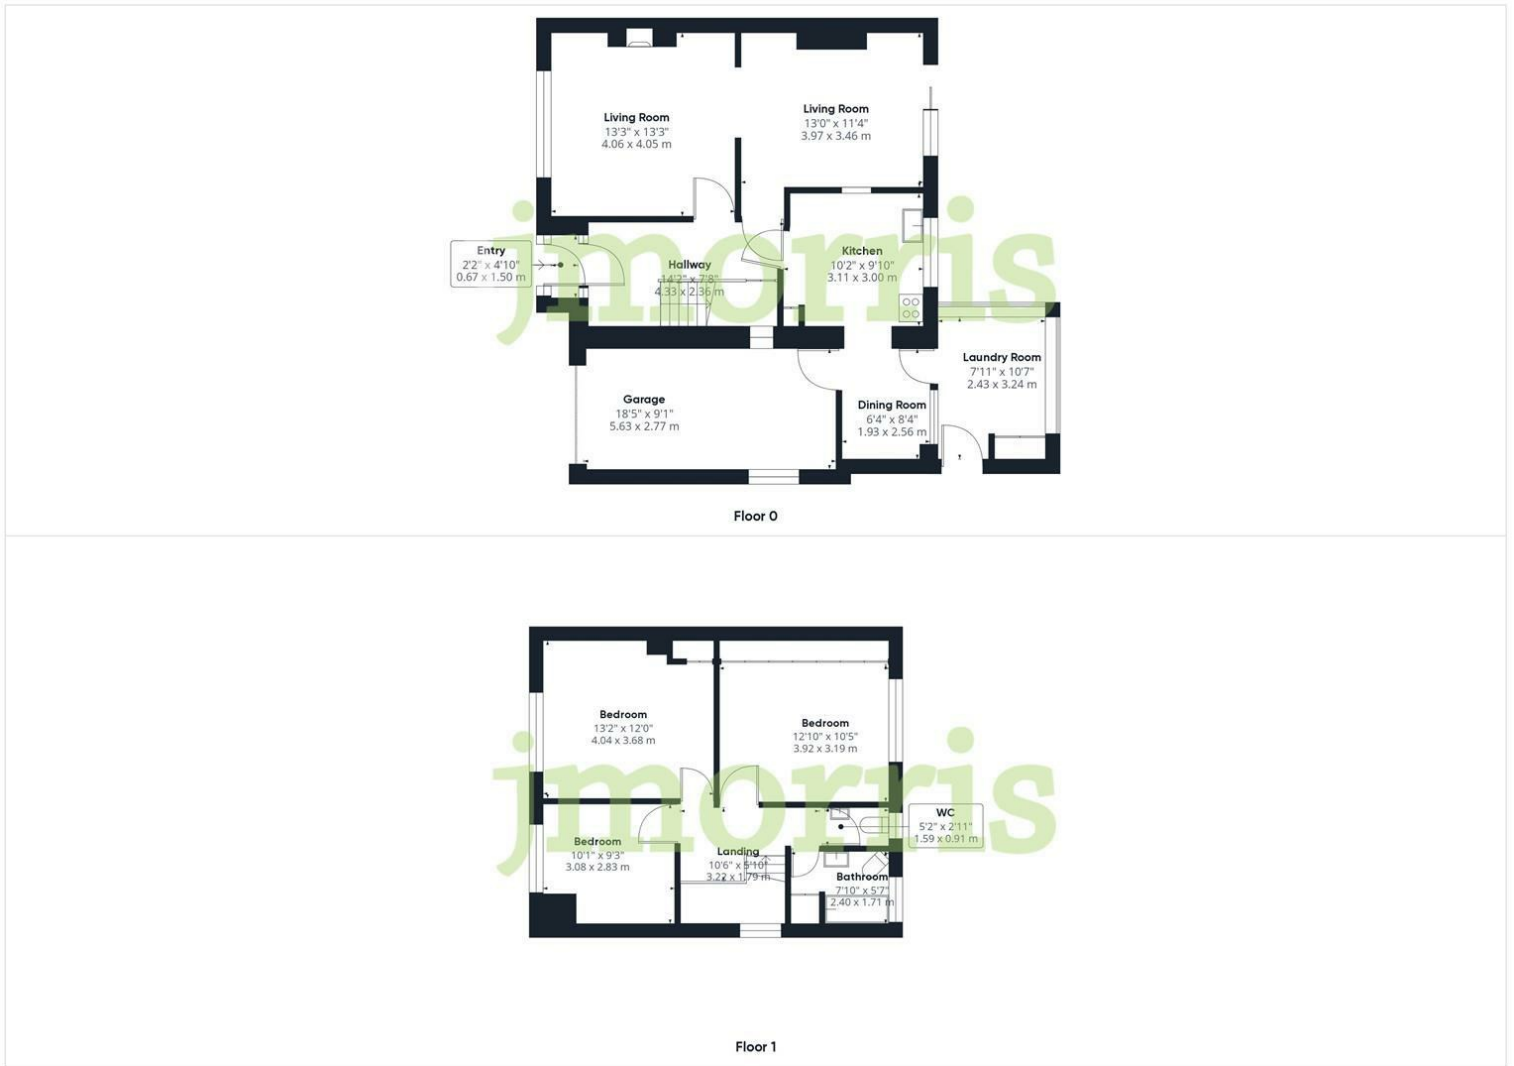 Living Room
13'3" x 13'3"
4.06 x 4.05 m
Living Room
13'0" x 11'4"
3.97 x 3.46 m
Entry
2'2" x 4'10"
0.67 x 1.50 m
Hallway
14'2" x 7'8"
4.33 x 2.36 m
Kitchen
10'2" x 9'10"
3.11 x 3.00 m
jmorris
Laundry Room
7'11" x 10'7"
2.43 x 3.24 m
Garage
18'5" x 9'1"
5.63 x 2.77 m
Dining Room
6'4" x 8'4"
1.93 x 2.56 m
Floor 0
Bedroom
13'2" x 12'0"
4.04 x 3.68 m
Bedroom
12'10" x 10'5"
3.92 x 3.19 m
jmorris
WC
5'2" x 2'11"
1.59 x 0.91 m
Bedroom
10'1" x 9'3"
3.08 x 2.83 m
Landing
10'6" x 5'10"
3.22 x 1.79 m
Bathroom
7'10" x 5'7"
2.40 x 1.71 m
Floor 1